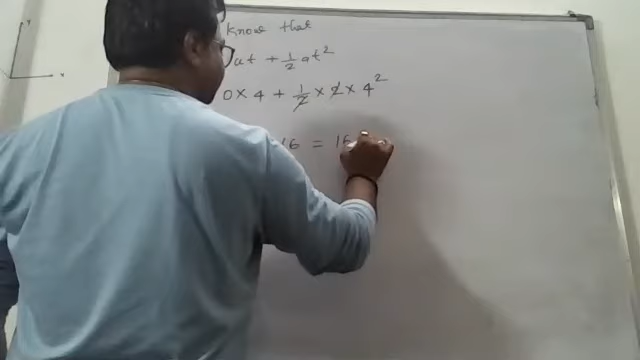 know that
ut + 1/2 at²
0 × 4 + 1/2 × 2 × 4²
16 = 16